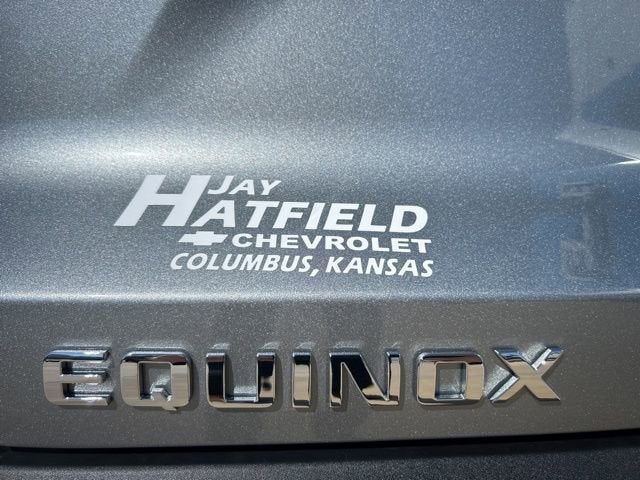 JAY
HATFIELD
CHEVROLET
COLUMBUS, KANSAS
EQUINOX